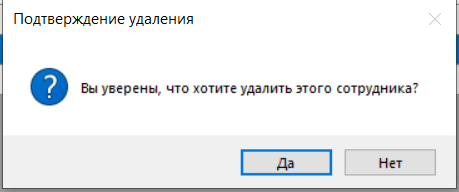 Подтверждение удаления
Вы уверены, что хотите удалить этого сотрудника?
Да
Нет